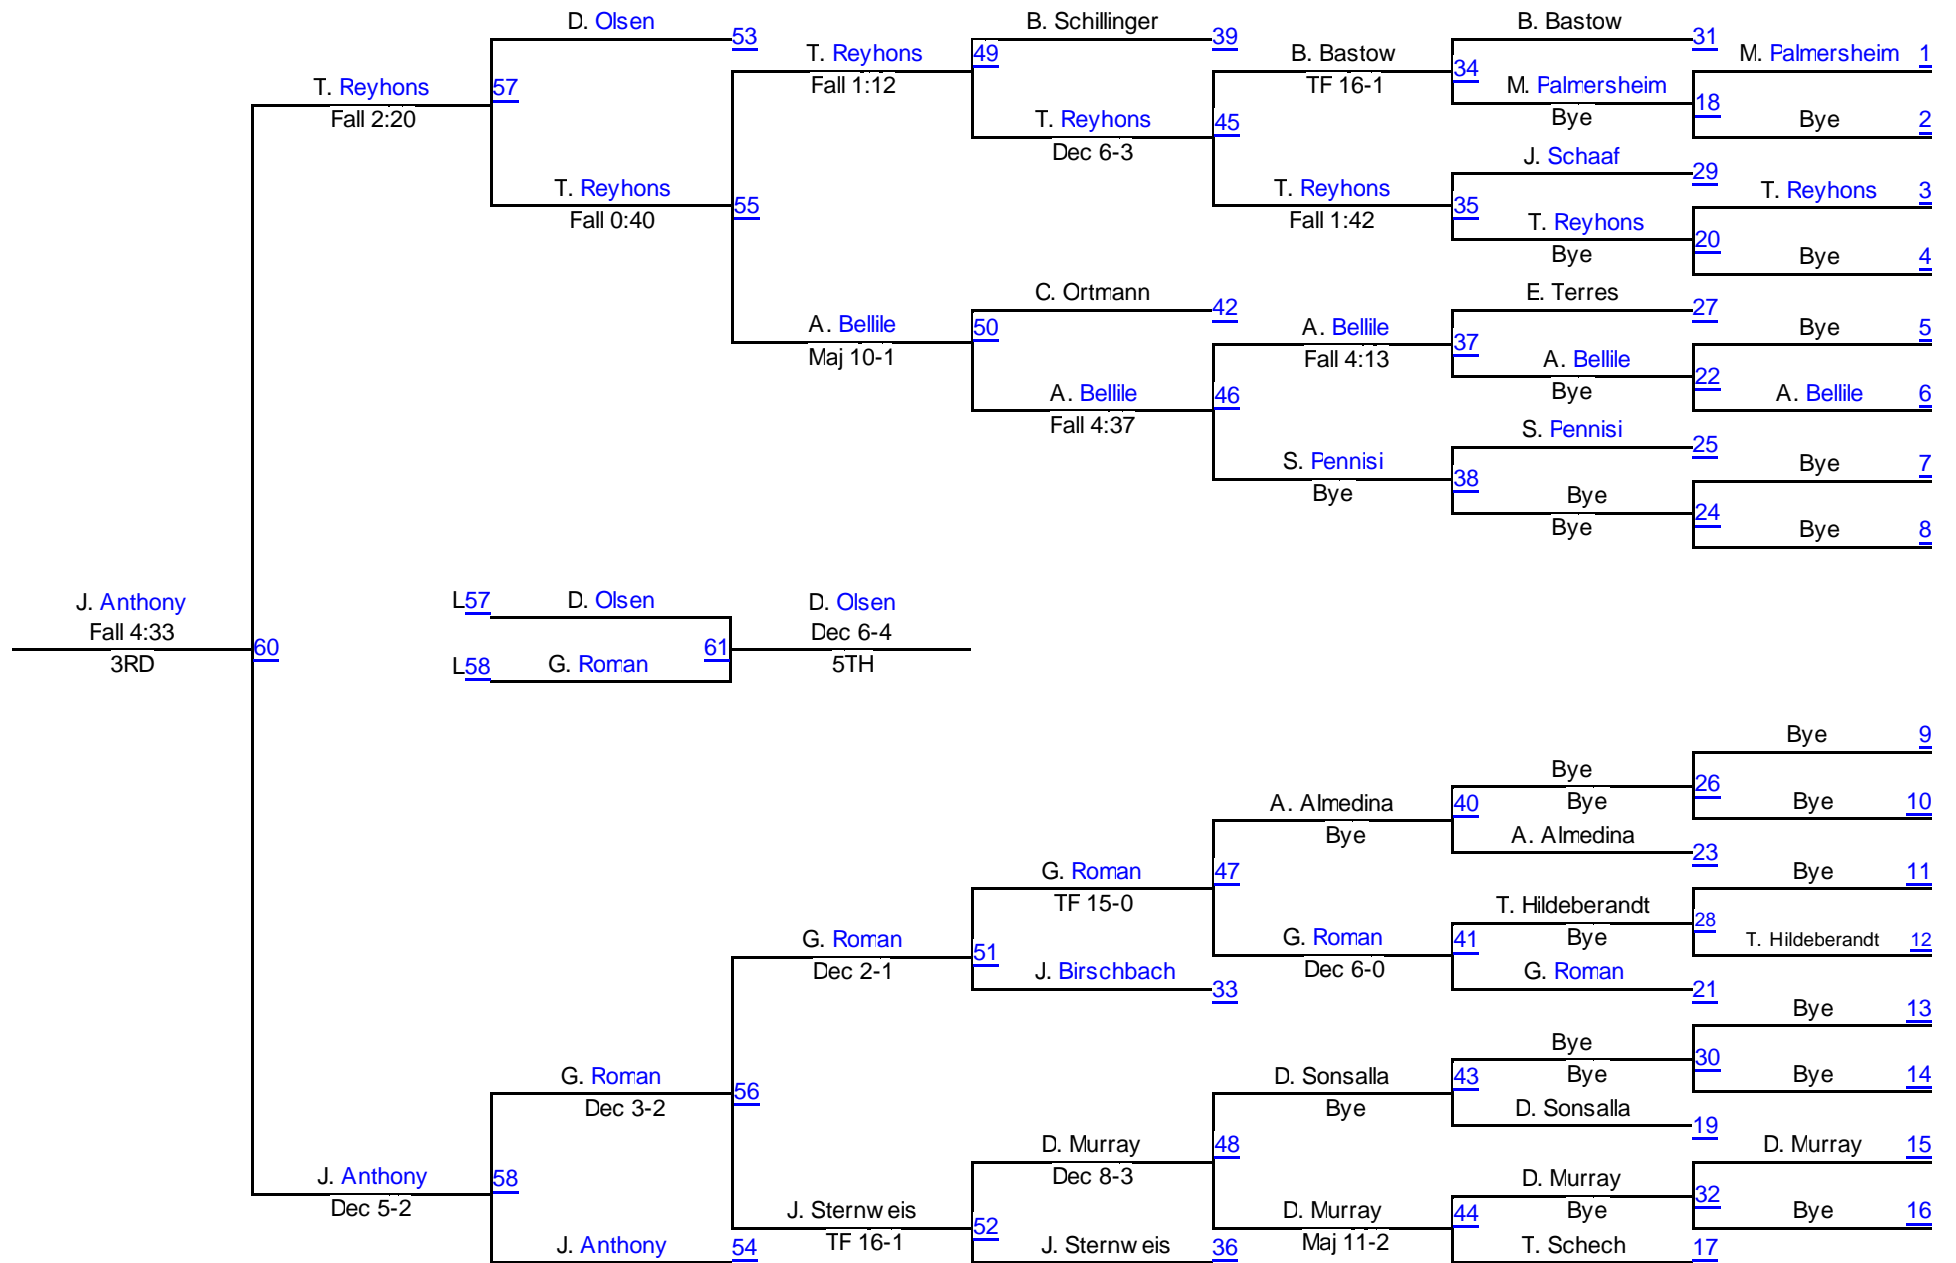 D. Olsen
53
B. Schillinger
39
B. Bastow
31
T. Reyhons
49
B. Bastow
34
M. Palmersheim 1
T. Reyhons
57
Fall 1:12
TF 16-1
M. Palmersheim
18
Fall 2:20
T. Reyhons
45
Bye
Bye 2
Dec 6-3
J. Schaaf
29
T. Reyhons
55
T. Reyhons
35
T. Reyhons 3
Fall 0:40
Fall 1:42
T. Reyhons
20
Bye
Bye 4
C. Ortmann
42
E. Terres
27
A. Bellile
50
A. Bellile
37
Bye 5
Maj 10-1
Fall 4:13
A. Bellile
22
A. Bellile
46
Bye
A. Bellile 6
Fall 4:37
S. Pennisi
25
S. Pennisi
38
Bye 7
Bye
Bye
24
Bye
Bye 8
J. Anthony
Fall 4:33
60
3RD
L57 D. Olsen
D. Olsen
Dec 6-4
61
L58 G. Roman
5TH
Bye 9
Bye
26
A. Almedina
40
Bye
Bye 10
Bye
A. Almedina
23
G. Roman
47
Bye 11
TF 15-0
T. Hildeberandt
28
G. Roman
51
G. Roman
41
Bye
T. Hildeberandt 12
Dec 2-1
J. Birschbach
33
Dec 6-0
G. Roman
21
Bye 13
Bye
30
G. Roman
56
D. Sonsalla
43
Bye
Bye 14
Dec 3-2
Bye
D. Sonsalla
19
D. Murray
48
D. Murray 15
J. Anthony
58
Dec 8-3
D. Murray
32
Dec 5-2
J. Sternweis
52
D. Murray
44
Bye
Bye 16
J. Anthony
54
TF 16-1
J. Sternweis
36
Maj 11-2
T. Schech
17